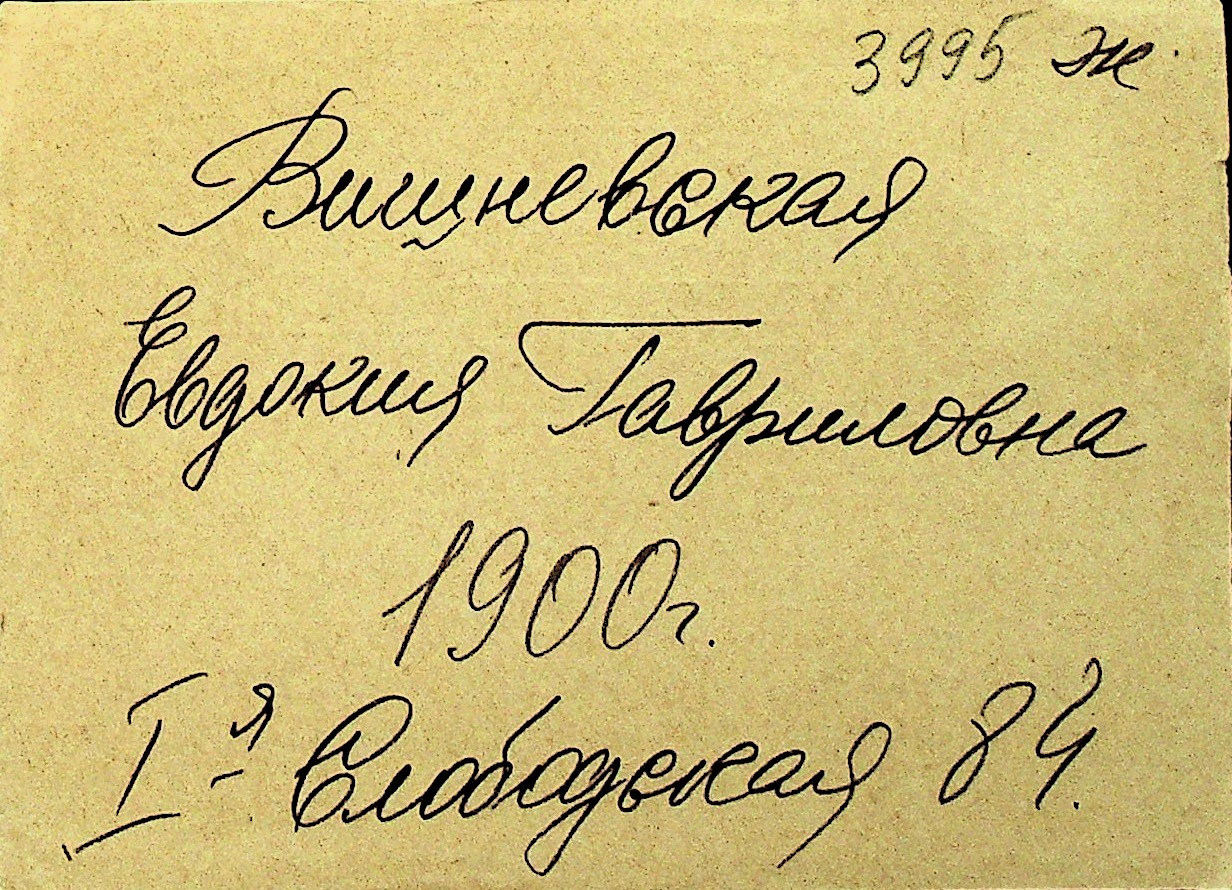 3995 ж.
Вишневская
Евдокия Гавриловна
1900г.
I-я Слободская 84.